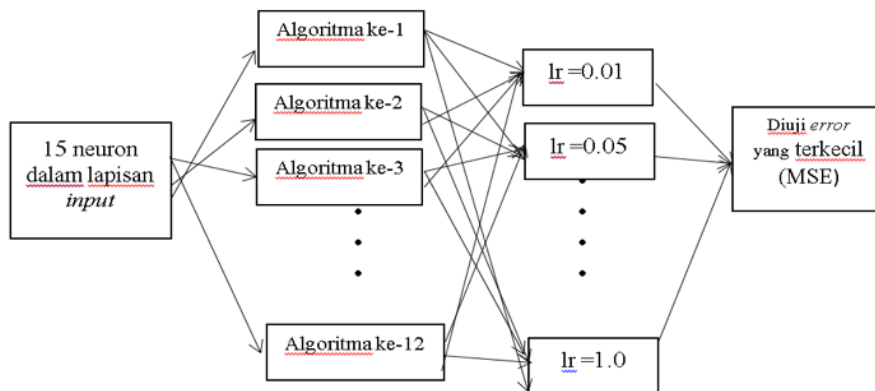 15 neuron
dalam lapisan
input
Algoritma ke-1
Algoritma ke-2
Algoritma ke-3
Algoritma ke-12
lr =0.01
lr =0.05
lr=1.0
Diuji error
yang terkecil
(MSE)